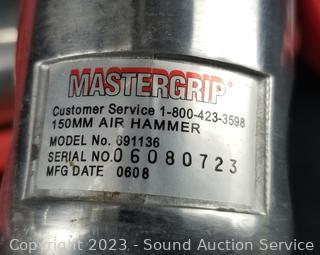 MASTERGRIP®
Customer Service 1-800-423-3598
150MM AIR HAMMER
MODEL No. 691136
SERIAL NO. 06080723
MFG DATE 0608
Copyright 2023 - Sound Auction Service